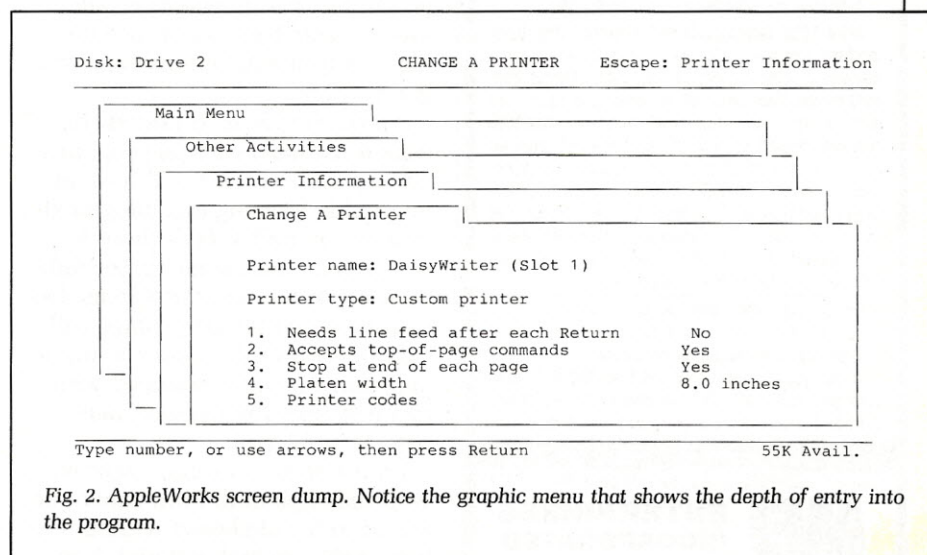 Disk: Drive 2 CHANGE A PRINTER Escape: Printer Information
Main Menu
Other Activities
Printer Information
Change A Printer
Printer name: DaisyWriter (Slot 1)
Printer type: Custom printer
1. Needs line feed after each Return No
2. Accepts top-of-page commands Yes
3. Stop at end of each page Yes
4. Platen width 8.0 inches
5. Printer codes
Type number, or use arrows, then press Return 55K Avail.
Fig. 2. AppleWorks screen dump. Notice the graphic menu that shows the depth of entry into
the program.